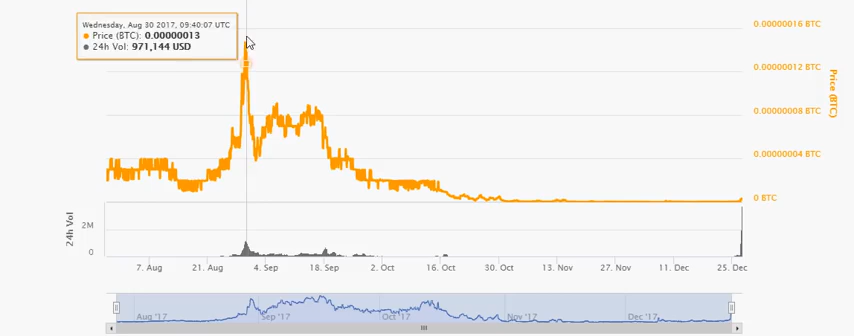 Wednesday, Aug 30 2017, 09:40:07 UTC
Price (BTC): 0.00000013
24h Vol: 971,144 USD
0.00000016 BTC
0.00000012 BTC
0.00000008 BTC
0.00000004 BTC
0 BTC
Price (BTC)
24h Vol
2M
0
7. Aug 21. Aug 4. Sep 18. Sep 2. Oct 16. Oct 30. Oct 13. Nov 27. Nov 11. Dec 25. Dec
Aug '17 Sep '17 Oct '17 Nov '17 Dec '17